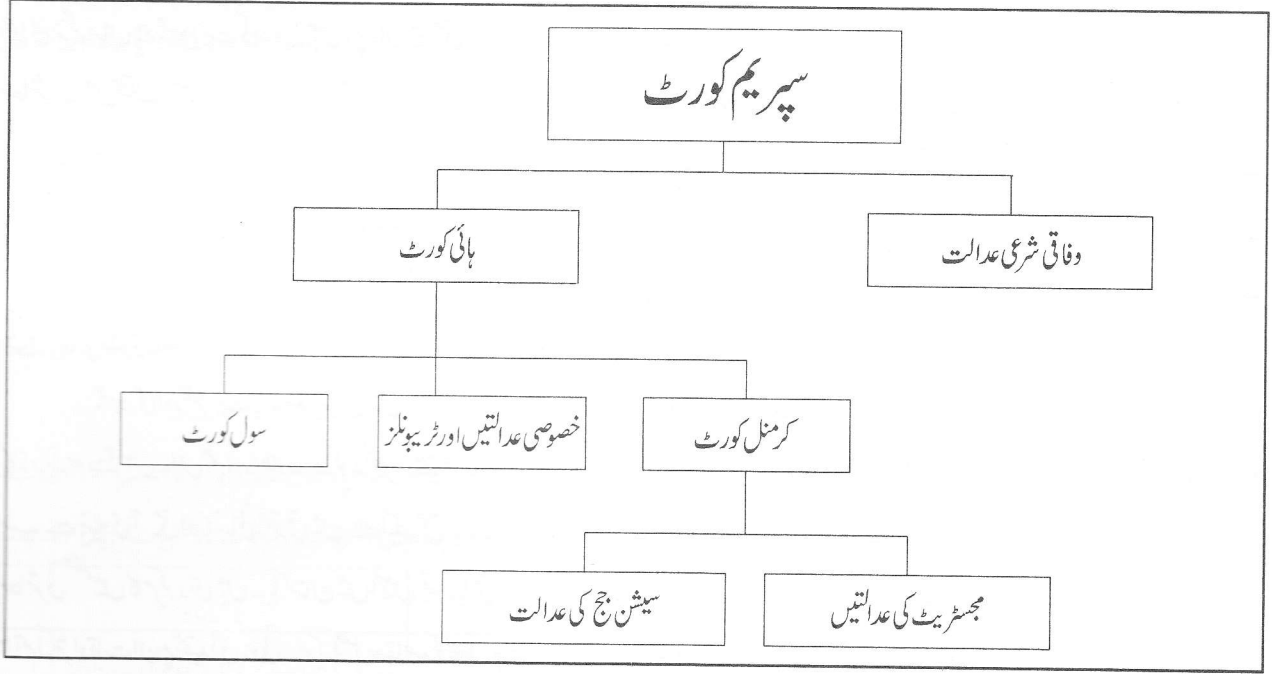 سپریم کورٹ
وفاقی شرعی عدالت
ہائی کورٹ
کرمنل کورٹ
خصوصی عدالتیں اور ٹریبونلز
سول کورٹ
مجسٹریٹ کی عدالتیں
سیشن جج کی عدالت